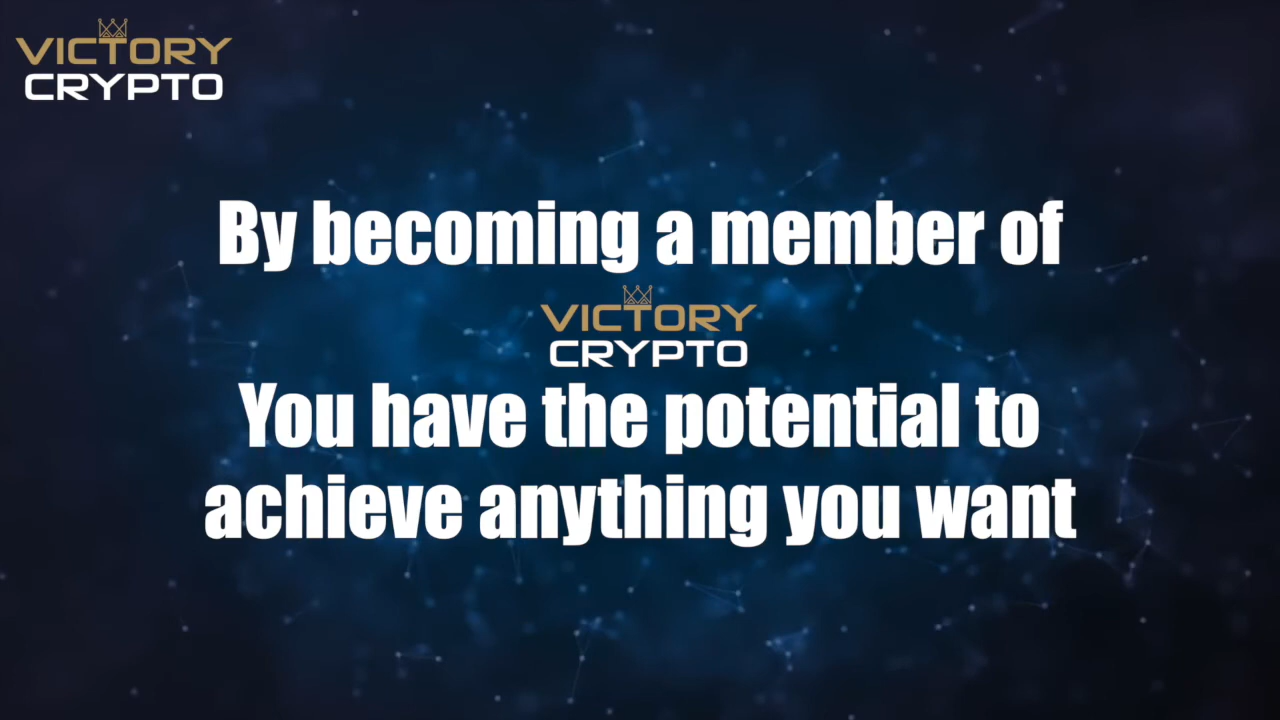 VICTORY
CRYPTO
By becoming a member of
VICTORY
CRYPTO
You have the potential to
achieve anything you want